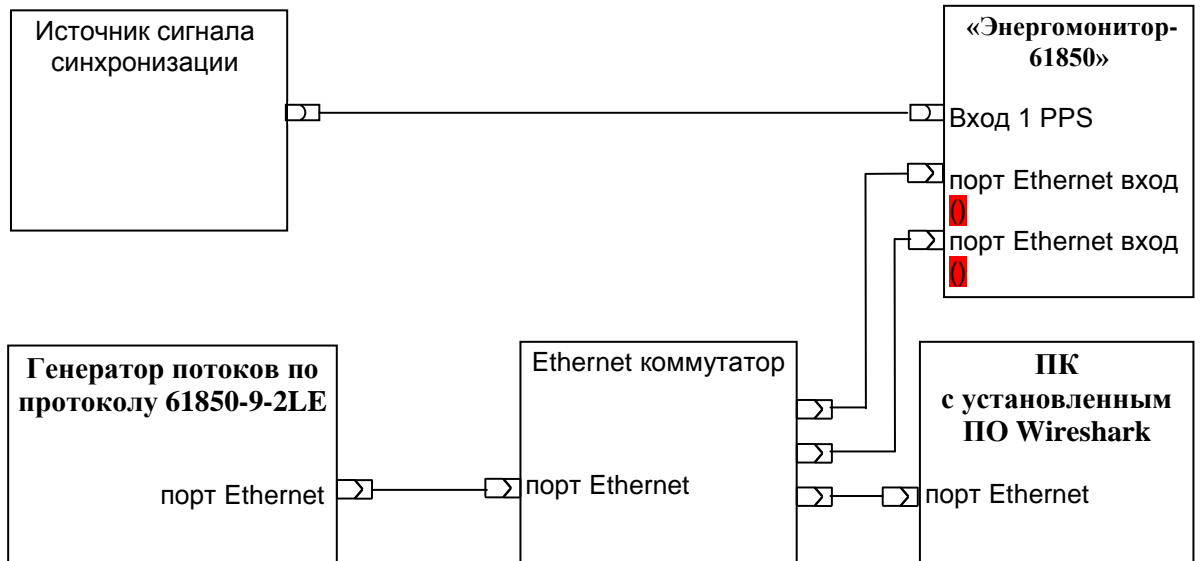 Источник сигнала
синхронизации
«Энергомонитор-
61850»
Вход 1 PPS
порт Ethernet вход
()
порт Ethernet вход
()
Генератор потоков по
протоколу 61850-9-2LE
порт Ethernet
Ethernet коммутатор
порт Ethernet
ПК
с установленным
ПО Wireshark
порт Ethernet